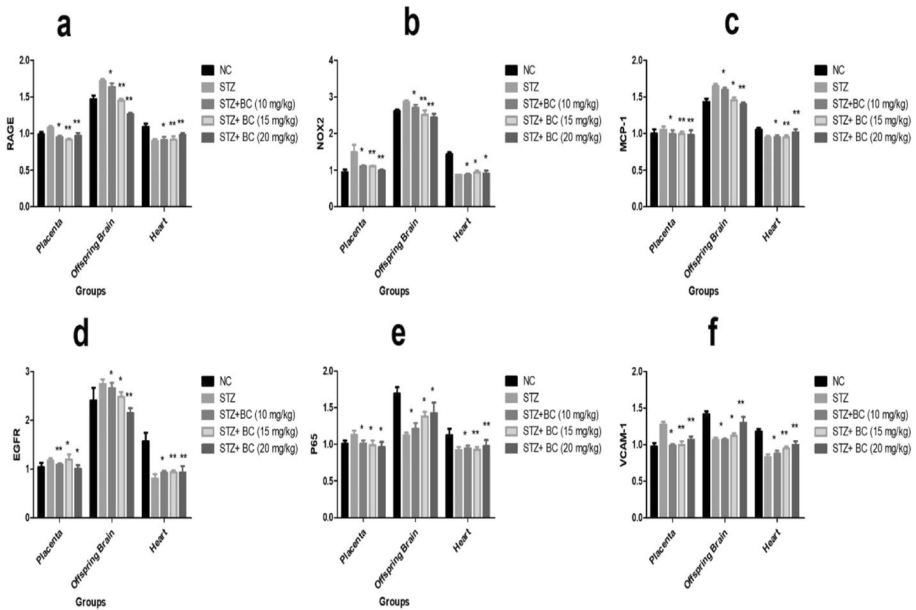 a
RAGE
2.0
1.5
1.0
0.5
0.0
* ** **
* ** **
* ** **
Placenta
Offspring Brain
Heart
Groups
NC
STZ
STZ+BC (10 mg/kg)
STZ+ BC (15 mg/kg)
STZ+ BC (20 mg/kg)
b
NOX2
4
3
2
1
0
* ** **
* ** **
* * *
Placenta
Offspring Brain
Heart
Groups
NC
STZ
STZ+BC (10 mg/kg)
STZ+ BC (15 mg/kg)
STZ+ BC (20 mg/kg)
c
MCP-1
2.0
1.5
1.0
0.5
0.0
* ** **
* * **
* ** **
Placenta
Offspring Brain
Heart
Groups
NC
STZ
STZ+BC (10 mg/kg)
STZ+ BC (15 mg/kg)
STZ+ BC (20 mg/kg)
d
EGFR
3
2
1
0
** * *
* * **
* ** **
Placenta
Offspring Brain
Heart
Groups
NC
STZ
STZ+BC (10 mg/kg)
STZ+ BC (15 mg/kg)
STZ+ BC (20 mg/kg)
e
P65
2.0
1.5
1.0
0.5
0.0
* * *
* * *
* ** **
Placenta
Offspring Brain
Heart
Groups
NC
STZ
STZ+BC (10 mg/kg)
STZ+ BC (15 mg/kg)
STZ+ BC (20 mg/kg)
f
VCAM-1
2.0
1.5
1.0
0.5
0.0
* ** **
* * **
* ** **
Placenta
Offspring Brain
Heart
Groups
NC
STZ
STZ+BC (10 mg/kg)
STZ+ BC (15 mg/kg)
STZ+ BC (20 mg/kg)